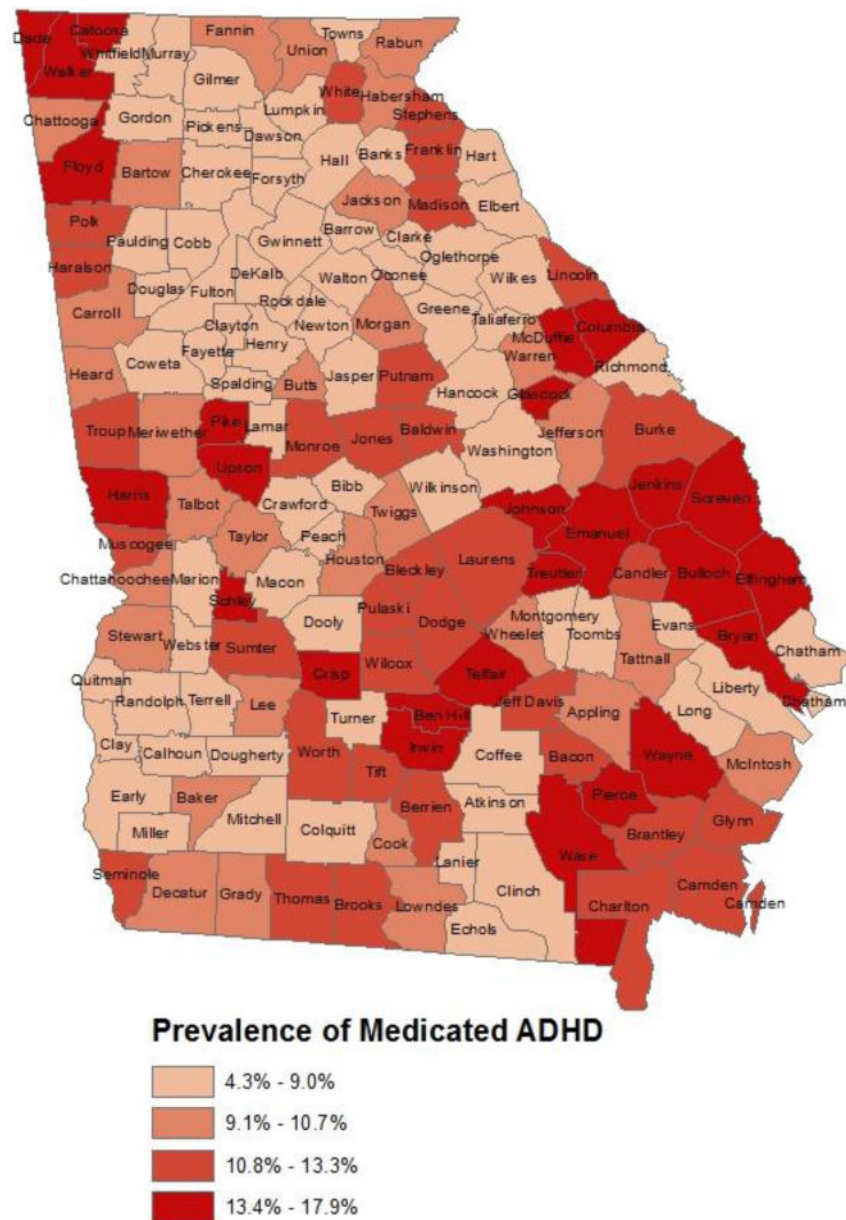 Dade Catoosa Fannin Towns Rabun
Whitfield Murray Union
Walker Gilmer
White Habersham
Chattooga Gordon Lumpkin Stephens
Pickens Dawson
Floyd Hall Banks Franklin Hart
Bartow Cherokee Forsyth
Jackson Madison Elbert
Polk Barrow Clarke
Paulding Cobb Gwinnett Oglethorpe
Haralson DeKalb Walton Oconee Wilkes Lincoln
Douglas Fulton Rockdale
Carroll Clayton Newton Morgan Greene Taliaferro Columbia
Fayette Henry McDuffie
Heard Coweta Spalding Butts Jasper Putnam Warren Richmond
Hancock Glascock
Troup Meriwether Pike Lamar Monroe Jones Baldwin Jefferson Burke
Upson Washington
Harris Talbot Crawford Bibb Wilkinson Jenkins Screven
Twiggs Johnson
Muscogee Taylor Peach Emanuel
Houston Laurens
Chattahoochee Marion Macon Bleckley Treutlen Candler Bulloch Effingham
Schley Pulaski
Stewart Webster Dooly Dodge Wheeler Montgomery Toombs Evans
Sumter Bryan Chatham
Quitman Crisp Wilcox Telfair Tattnall
Randolph Terrell Lee Liberty Chatham
Turner Ben Hill Jeff Davis Appling Long
Clay Calhoun Dougherty Worth Irwin Coffee Wayne
Tift Bacon McIntosh
Early Baker Pierce
Miller Mitchell Colquitt Berrien Atkinson Brantley Glynn
Cook Ware
Seminole Lanier
Decatur Grady Thomas Brooks Lowndes Clinch Charlton Camden Camden
Echols
Prevalence of Medicated ADHD
4.3% - 9.0%
9.1% - 10.7%
10.8% - 13.3%
13.4% - 17.9%